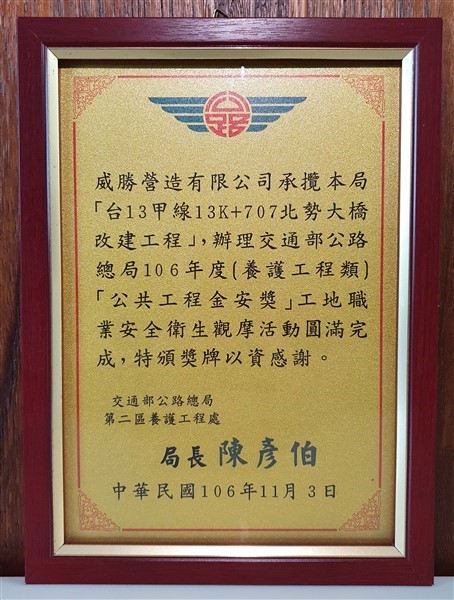 公路
威勝營造有限公司承攬本局
「台13甲線13K+707北勢大橋
改建工程」，辦理交通部公路
總局106年度(養護工程類)
「公共工程金安獎」工地職
業安全衛生觀摩活動圓滿完
成，特頒獎牌以資感謝。
交通部公路總局
第二區養護工程處
局長 陳彥伯
中華民國106年11月3日